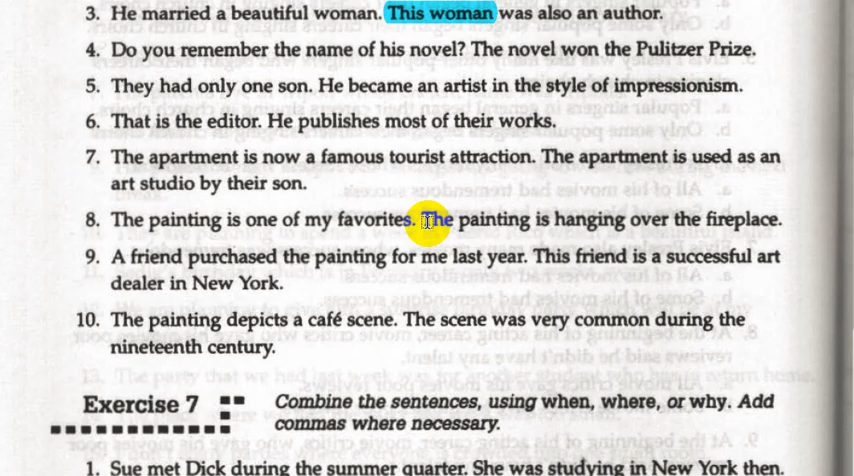 3. He married a beautiful woman. This woman was also an author.
4. Do you remember the name of his novel? The novel won the Pulitzer Prize.
5. They had only one son. He became an artist in the style of impressionism.
6. That is the editor. He publishes most of their works.
7. The apartment is now a famous tourist attraction. The apartment is used as an
art studio by their son.
8. The painting is one of my favorites. The painting is hanging over the fireplace.
9. A friend purchased the painting for me last year. This friend is a successful art
dealer in New York.
10. The painting depicts a café scene. The scene was very common during the
nineteenth century.
Exercise 7 Combine the sentences, using when, where, or why. Add
commas where necessary.
1. Sue met Dick during the summer quarter. She was studying in New York then.